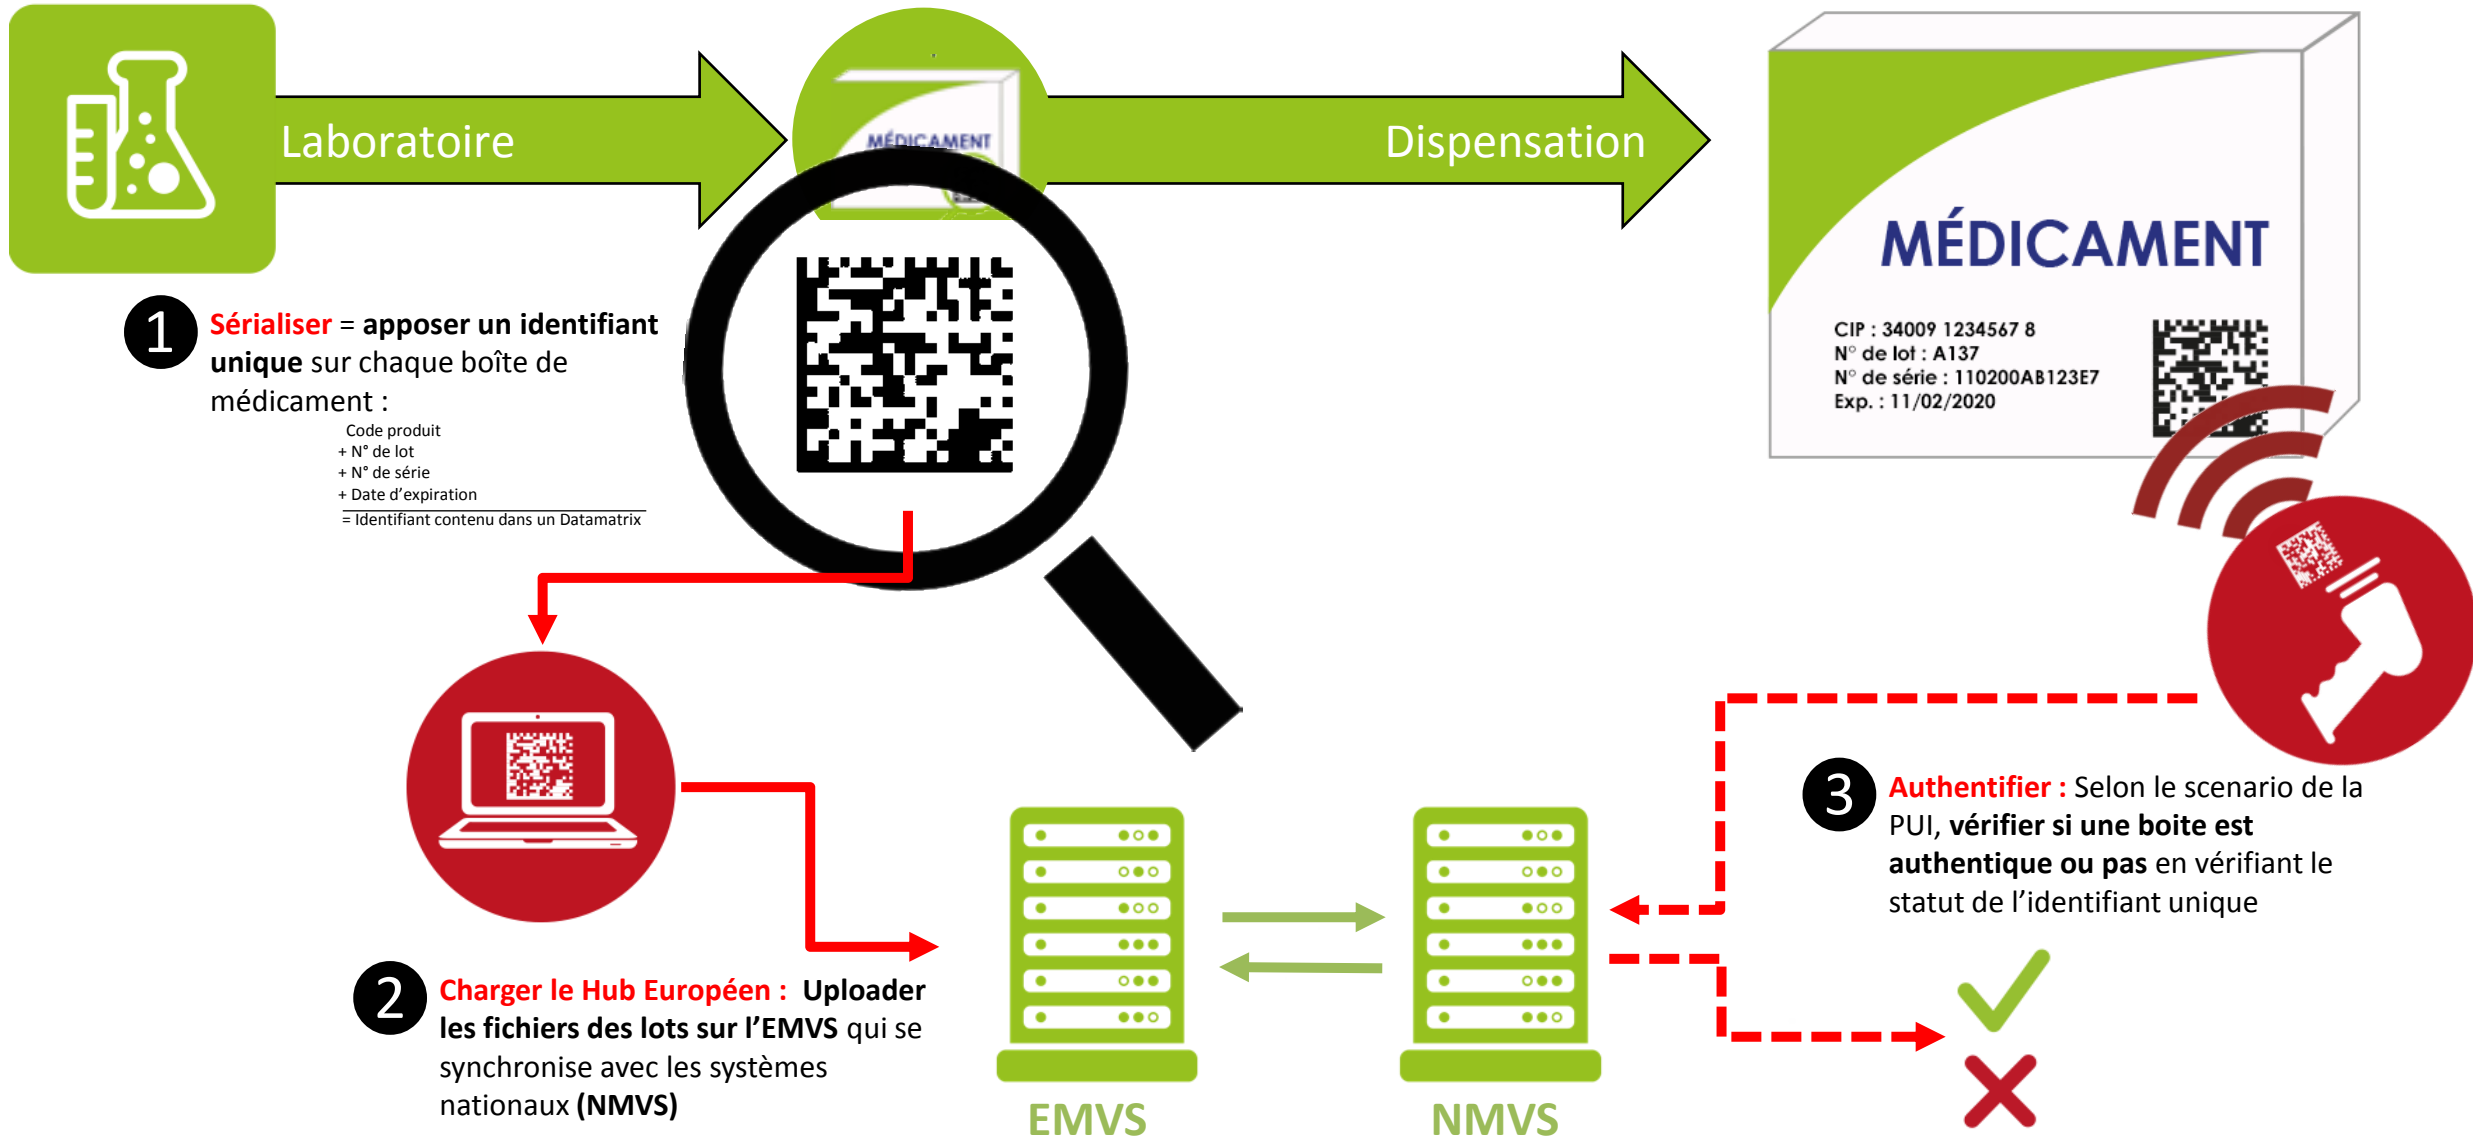 Laboratoire
MÉDICAMENT
Dispensation
MÉDICAMENT
CIP : 34009 1234567 8
N° de lot : A137
N° de série : 110200AB123E7
Exp. : 11/02/2020
1
Sérialiser = apposer un identifiant
unique sur chaque boîte de
médicament :
Code produit
+ N° de lot
+ N° de série
+ Date d’expiration
= Identifiant contenu dans un Datamatrix
2
Charger le Hub Européen : Uploader
les fichiers des lots sur l’EMVS qui se
synchronise avec les systèmes
nationaux (NMVS)
EMVS
NMVS
3
Authentifier : Selon le scenario de la
PUI, vérifier si une boite est
authentique ou pas en vérifiant le
statut de l’identifiant unique